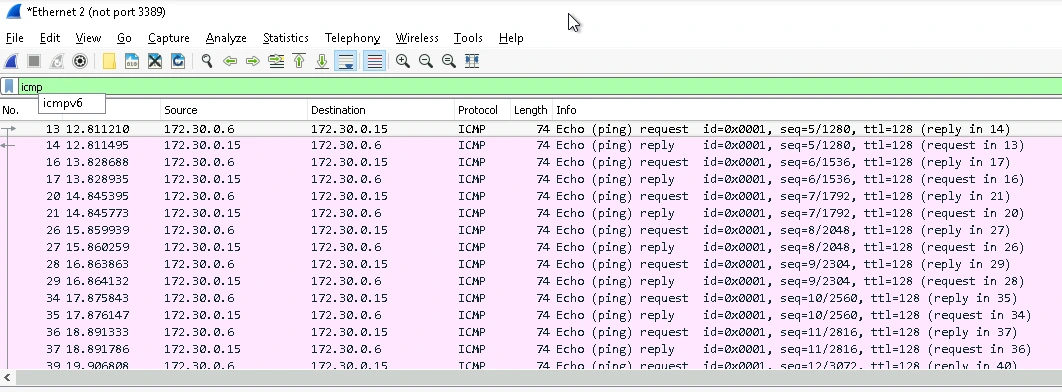 *Ethernet 2 (not port 3389)
File Edit View Go Capture Analyze Statistics Telephony Wireless Tools Help
icmp
icmpv6
No. Source Destination Protocol Length Info
13 12.811210 172.30.0.6 172.30.0.15 ICMP 74 Echo (ping) request id=0x0001, seq=5/1280, ttl=128 (reply in 14)
14 12.811495 172.30.0.15 172.30.0.6 ICMP 74 Echo (ping) reply id=0x0001, seq=5/1280, ttl=128 (request in 13)
16 13.828688 172.30.0.6 172.30.0.15 ICMP 74 Echo (ping) request id=0x0001, seq=6/1536, ttl=128 (reply in 17)
17 13.828935 172.30.0.15 172.30.0.6 ICMP 74 Echo (ping) reply id=0x0001, seq=6/1536, ttl=128 (request in 16)
20 14.845395 172.30.0.6 172.30.0.15 ICMP 74 Echo (ping) request id=0x0001, seq=7/1792, ttl=128 (reply in 21)
21 14.845773 172.30.0.15 172.30.0.6 ICMP 74 Echo (ping) reply id=0x0001, seq=7/1792, ttl=128 (request in 20)
26 15.859939 172.30.0.6 172.30.0.15 ICMP 74 Echo (ping) request id=0x0001, seq=8/2048, ttl=128 (reply in 27)
27 15.860259 172.30.0.15 172.30.0.6 ICMP 74 Echo (ping) reply id=0x0001, seq=8/2048, ttl=128 (request in 26)
28 16.863863 172.30.0.6 172.30.0.15 ICMP 74 Echo (ping) request id=0x0001, seq=9/2304, ttl=128 (reply in 29)
29 16.864132 172.30.0.15 172.30.0.6 ICMP 74 Echo (ping) reply id=0x0001, seq=9/2304, ttl=128 (request in 28)
34 17.875843 172.30.0.6 172.30.0.15 ICMP 74 Echo (ping) request id=0x0001, seq=10/2560, ttl=128 (reply in 35)
35 17.876147 172.30.0.15 172.30.0.6 ICMP 74 Echo (ping) reply id=0x0001, seq=10/2560, ttl=128 (request in 34)
36 18.891333 172.30.0.6 172.30.0.15 ICMP 74 Echo (ping) request id=0x0001, seq=11/2816, ttl=128 (reply in 37)
37 18.891786 172.30.0.15 172.30.0.6 ICMP 74 Echo (ping) reply id=0x0001, seq=11/2816, ttl=128 (request in 36)
39 19.906808 172.30.0.6 172.30.0.15 ICMP 74 Echo (ping) request id=0x0001, seq=12/3072, ttl=128 (reply in 40)